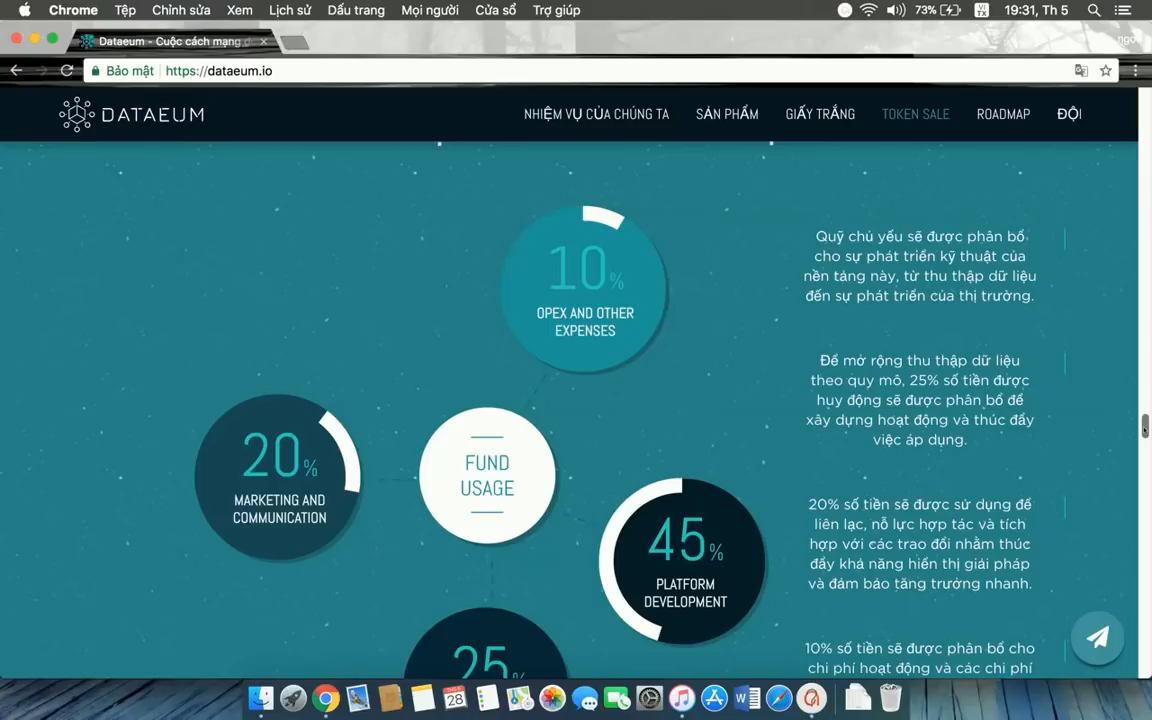 Chrome Tệp Chỉnh sửa Xem Lịch sử Dấu trang Mọi người Cửa sổ Trợ giúp 73% VI TX 19:31, Th 5
Dataeum - Cuộc cách mạng
Bảo mật https://dataeum.io
DATAEUM NHIỆM VỤ CỦA CHÚNG TA SẢN PHẨM GIẤY TRẮNG TOKEN SALE ROADMAP ĐỘI
10%
OPEX AND OTHER
EXPENSES
20%
MARKETING AND
COMMUNICATION
FUND
USAGE
45%
PLATFORM
DEVELOPMENT
25%
Quỹ chủ yếu sẽ được phân bổ
cho sự phát triển kỹ thuật của
nền tảng này, từ thu thập dữ liệu
đến sự phát triển của thị trường.
Để mở rộng thu thập dữ liệu
theo quy mô, 25% số tiền được
huy động sẽ được phân bổ để
xây dựng hoạt động và thúc đẩy
việc áp dụng.
20% số tiền sẽ được sử dụng để
liên lạc, nỗ lực hợp tác và tích
hợp với các trao đổi nhằm thúc
đẩy khả năng hiển thị giải pháp
và đảm bảo tăng trưởng nhanh.
10% số tiền sẽ được phân bổ cho
chi phí hoạt động và các chi phí
28